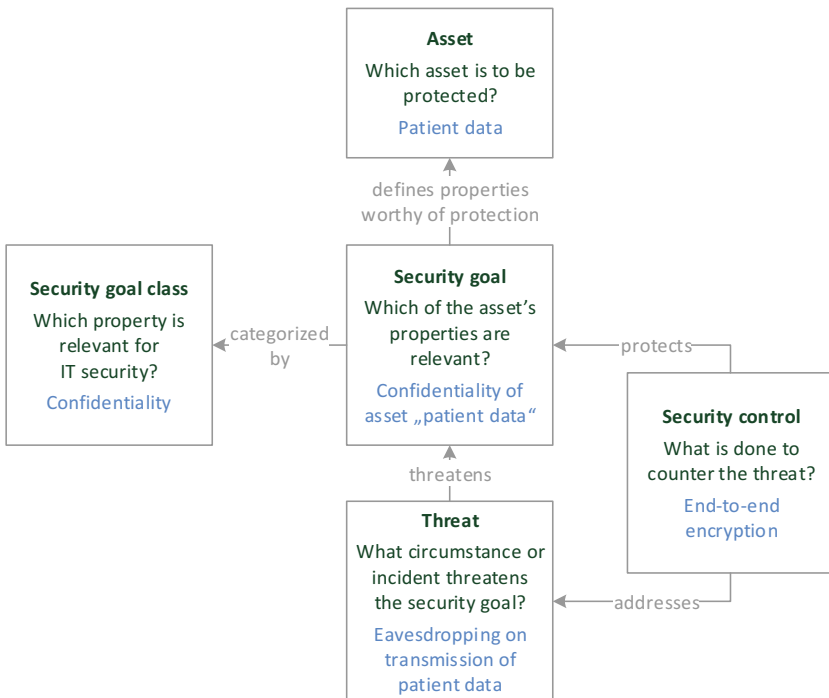 Asset
Which asset is to be
protected?
Patient data
defines properties
worthy of protection
Security goal class
Which property is
relevant for
IT security?
Confidentiality
categorized
by
Security goal
Which of the asset’s
properties are
relevant?
Confidentiality of
asset „patient data“
protects
Security control
What is done to
counter the threat?
End-to-end
encryption
threatens
Threat
What circumstance or
incident threatens
the security goal?
Eavesdropping on
transmission of
patient data
addresses